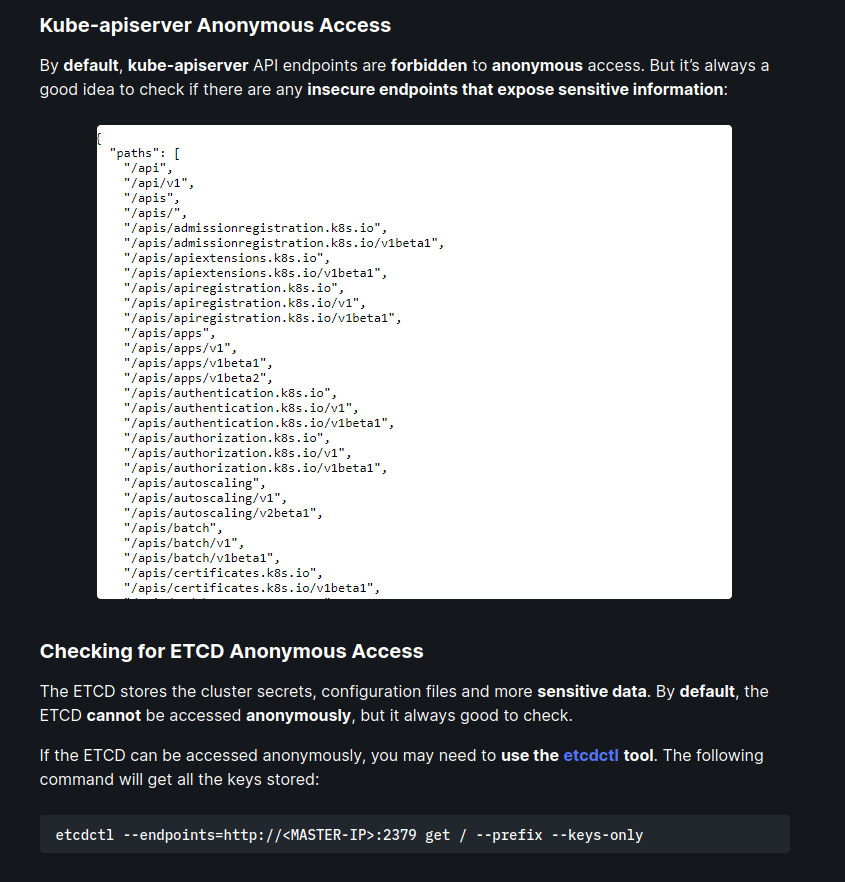 Kube-apiserver Anonymous Access
By default, kube-apiserver API endpoints are forbidden to anonymous access. But it’s always a
good idea to check if there are any insecure endpoints that expose sensitive information:
{
"paths": [
"/api",
"/api/v1",
"/apis",
"/apis/",
"/apis/admissionregistration.k8s.io",
"/apis/admissionregistration.k8s.io/v1beta1",
"/apis/apiextensions.k8s.io",
"/apis/apiextensions.k8s.io/v1beta1",
"/apis/apiregistration.k8s.io",
"/apis/apiregistration.k8s.io/v1",
"/apis/apiregistration.k8s.io/v1beta1",
"/apis/apps",
"/apis/apps/v1",
"/apis/apps/v1beta1",
"/apis/apps/v1beta2",
"/apis/authentication.k8s.io",
"/apis/authentication.k8s.io/v1",
"/apis/authentication.k8s.io/v1beta1",
"/apis/authorization.k8s.io",
"/apis/authorization.k8s.io/v1",
"/apis/authorization.k8s.io/v1beta1",
"/apis/autoscaling",
"/apis/autoscaling/v1",
"/apis/autoscaling/v2beta1",
"/apis/batch",
"/apis/batch/v1",
"/apis/batch/v1beta1",
"/apis/certificates.k8s.io",
"/apis/certificates.k8s.io/v1beta1",
Checking for ETCD Anonymous Access
The ETCD stores the cluster secrets, configuration files and more sensitive data. By default, the
ETCD cannot be accessed anonymously, but it always good to check.
If the ETCD can be accessed anonymously, you may need to use the etcdctl tool. The following
command will get all the keys stored:
etcdctl --endpoints=http://<MASTER-IP>:2379 get / --prefix --keys-only